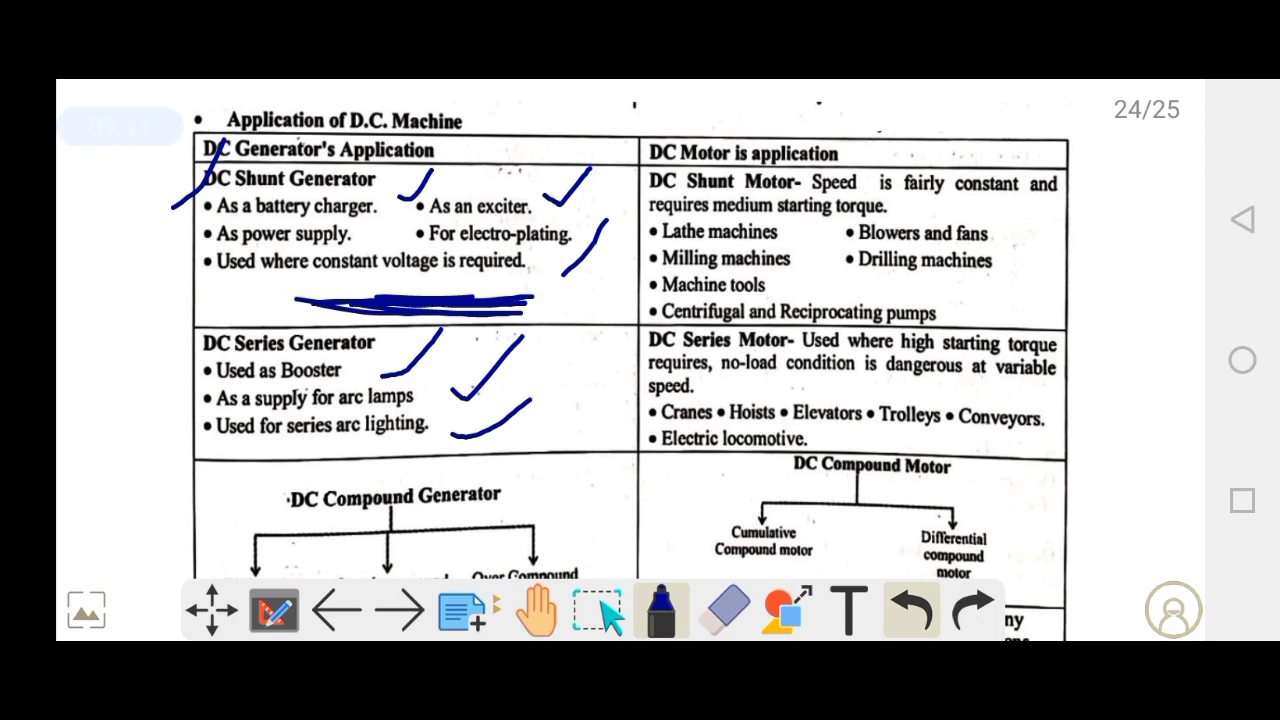 24/25
• Application of D.C. Machine
DC Generator's Application
DC Shunt Generator
• As a battery charger. • As an exciter.
• As power supply. • For electro-plating.
• Used where constant voltage is required.
DC Series Generator
• Used as Booster
• As a supply for arc lamps
• Used for series arc lighting.
DC Compound Generator
Over Compound
DC Motor is application
DC Shunt Motor- Speed is fairly constant and
requires medium starting torque.
• Lathe machines • Blowers and fans
• Milling machines • Drilling machines
• Machine tools
• Centrifugal and Reciprocating pumps
DC Series Motor- Used where high starting torque
requires, no-load condition is dangerous at variable
speed.
• Cranes • Hoists • Elevators • Trolleys • Conveyors.
• Electric locomotive.
DC Compound Motor
Cumulative
Compound motor
Differential
compound
motor